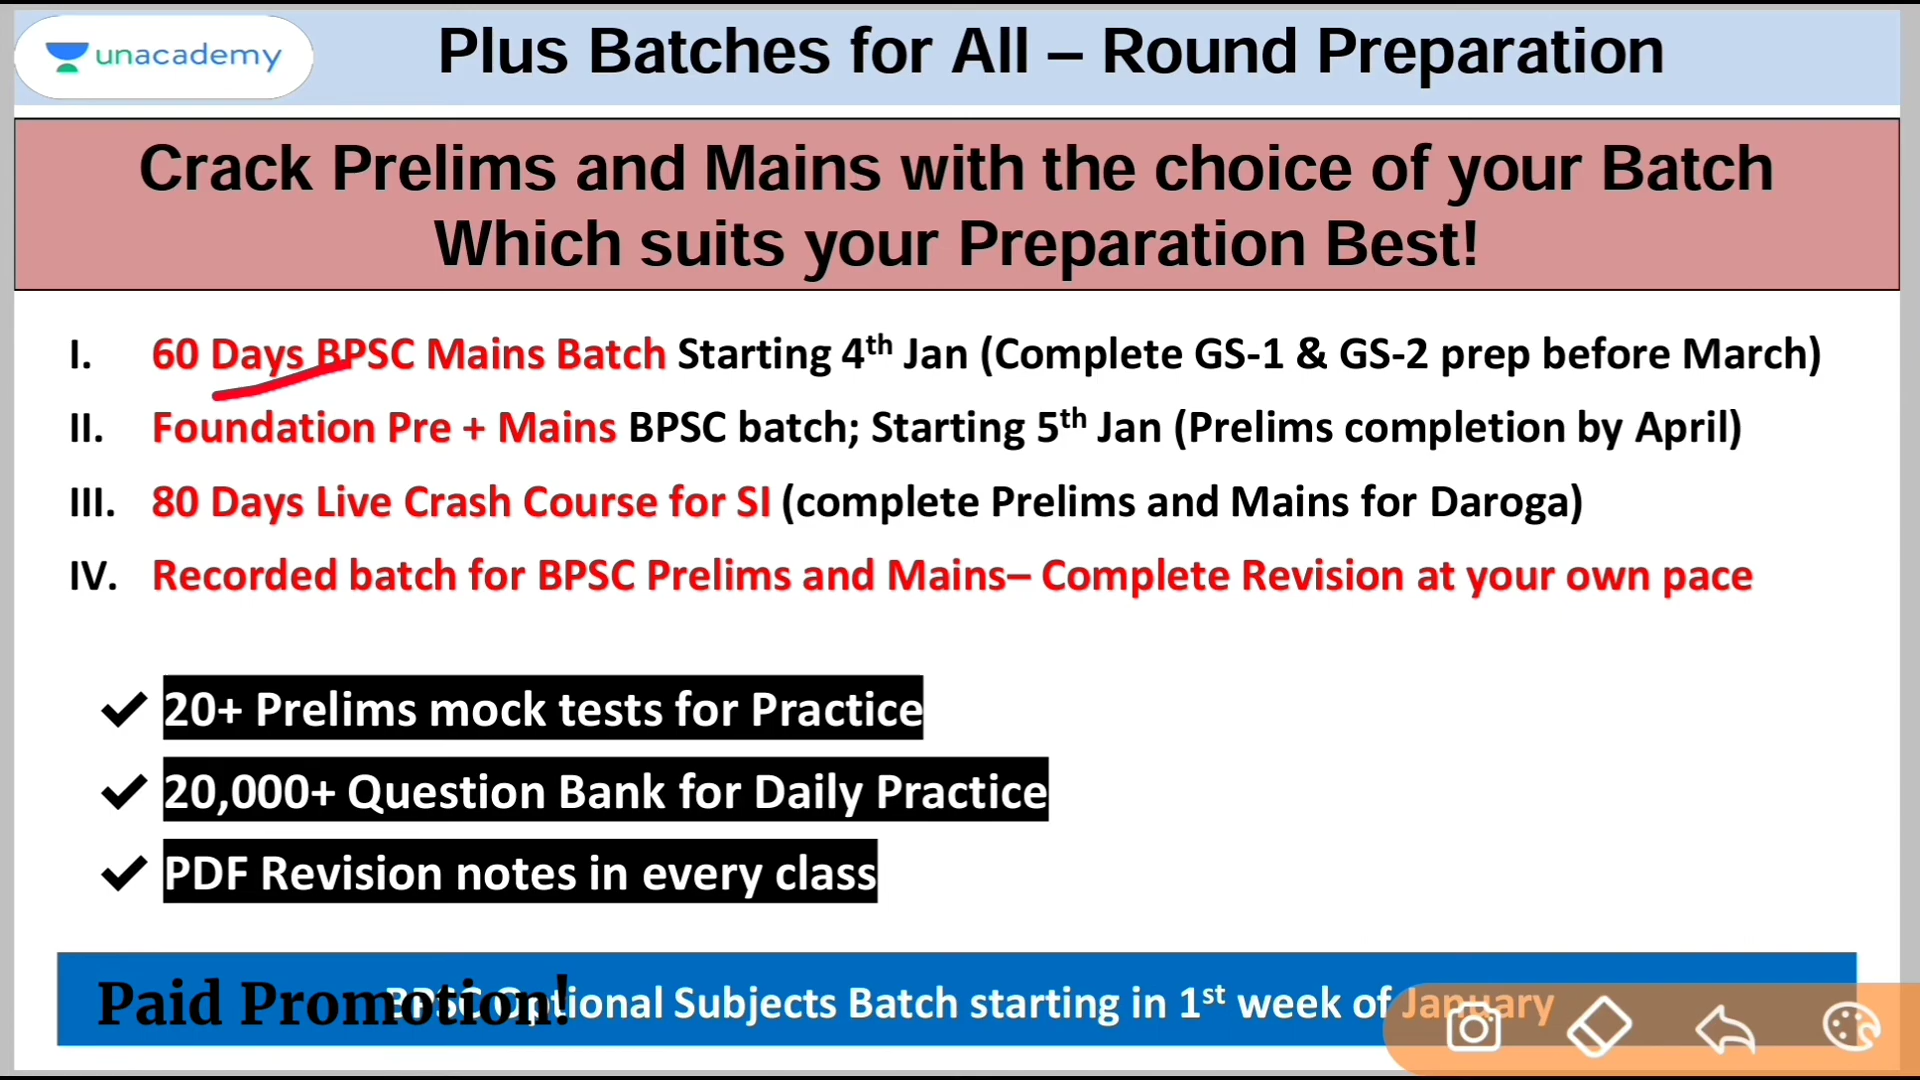 unacademy
Plus Batches for All – Round Preparation
Crack Prelims and Mains with the choice of your Batch
Which suits your Preparation Best!
I. 60 Days BPSC Mains Batch Starting 4th Jan (Complete GS-1 & GS-2 prep before March)
II. Foundation Pre + Mains BPSC batch; Starting 5th Jan (Prelims completion by April)
III. 80 Days Live Crash Course for SI (complete Prelims and Mains for Daroga)
IV. Recorded batch for BPSC Prelims and Mains– Complete Revision at your own pace
✔ 20+ Prelims mock tests for Practice
✔ 20,000+ Question Bank for Daily Practice
✔ PDF Revision notes in every class
Paid Promotion!
BPSC Optional Subjects Batch starting in 1st week of January